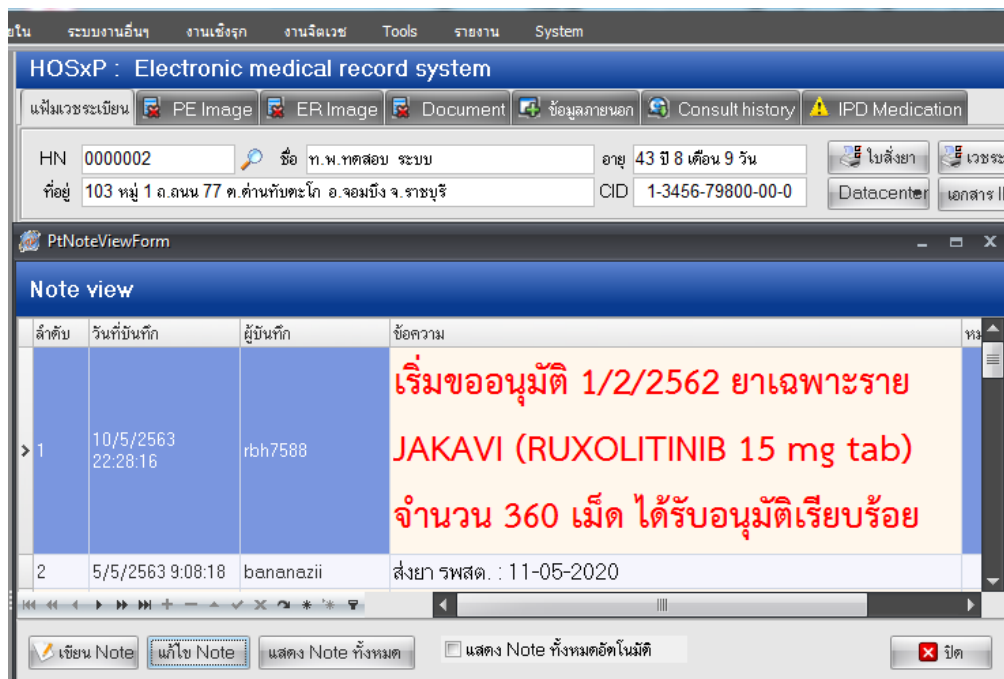 ระบบงานอื่นๆ งานเชิงรุก งานจิตเวช Tools รายงาน System
HOSxP : Electronic medical record system
แฟ้มเวชระเบียน PE Image ER Image Document ข้อมูลภายนอก Consult history IPD Medication
HN 0000002 ชื่อ ท.พ.ทดสอบ ระบบ อายุ 43 ปี 8 เดือน 9 วัน ใบสั่งยา
ที่อยู่ 103 หมู่ 1 ถ.ถนน 77 ต.ด่านทับตะโก อ.จอมบึง จ.ราชบุรี CID 1-3456-79800-00-0 Datacenter เอกสาร
PtNoteViewForm
Note view
ลำดับ วันที่บันทึก ผู้บันทึก ข้อความ
1 10/5/2563 22:28:16 rbh7588
เริ่มขออนุมัติ 1/2/2562 ยาเฉพาะราย
JAKAVI (RUXOLITINIB 15 mg tab)
จำนวน 360 เม็ด ได้รับอนุมัติเรียบร้อย
2 5/5/2563 9:08:18 bananazii ส่งยา รพสต. : 11-05-2020
เขียน Note แก้ไข Note แสดง Note ทั้งหมด แสดง Note ทั้งหมดอัตโนมัติ ปิด